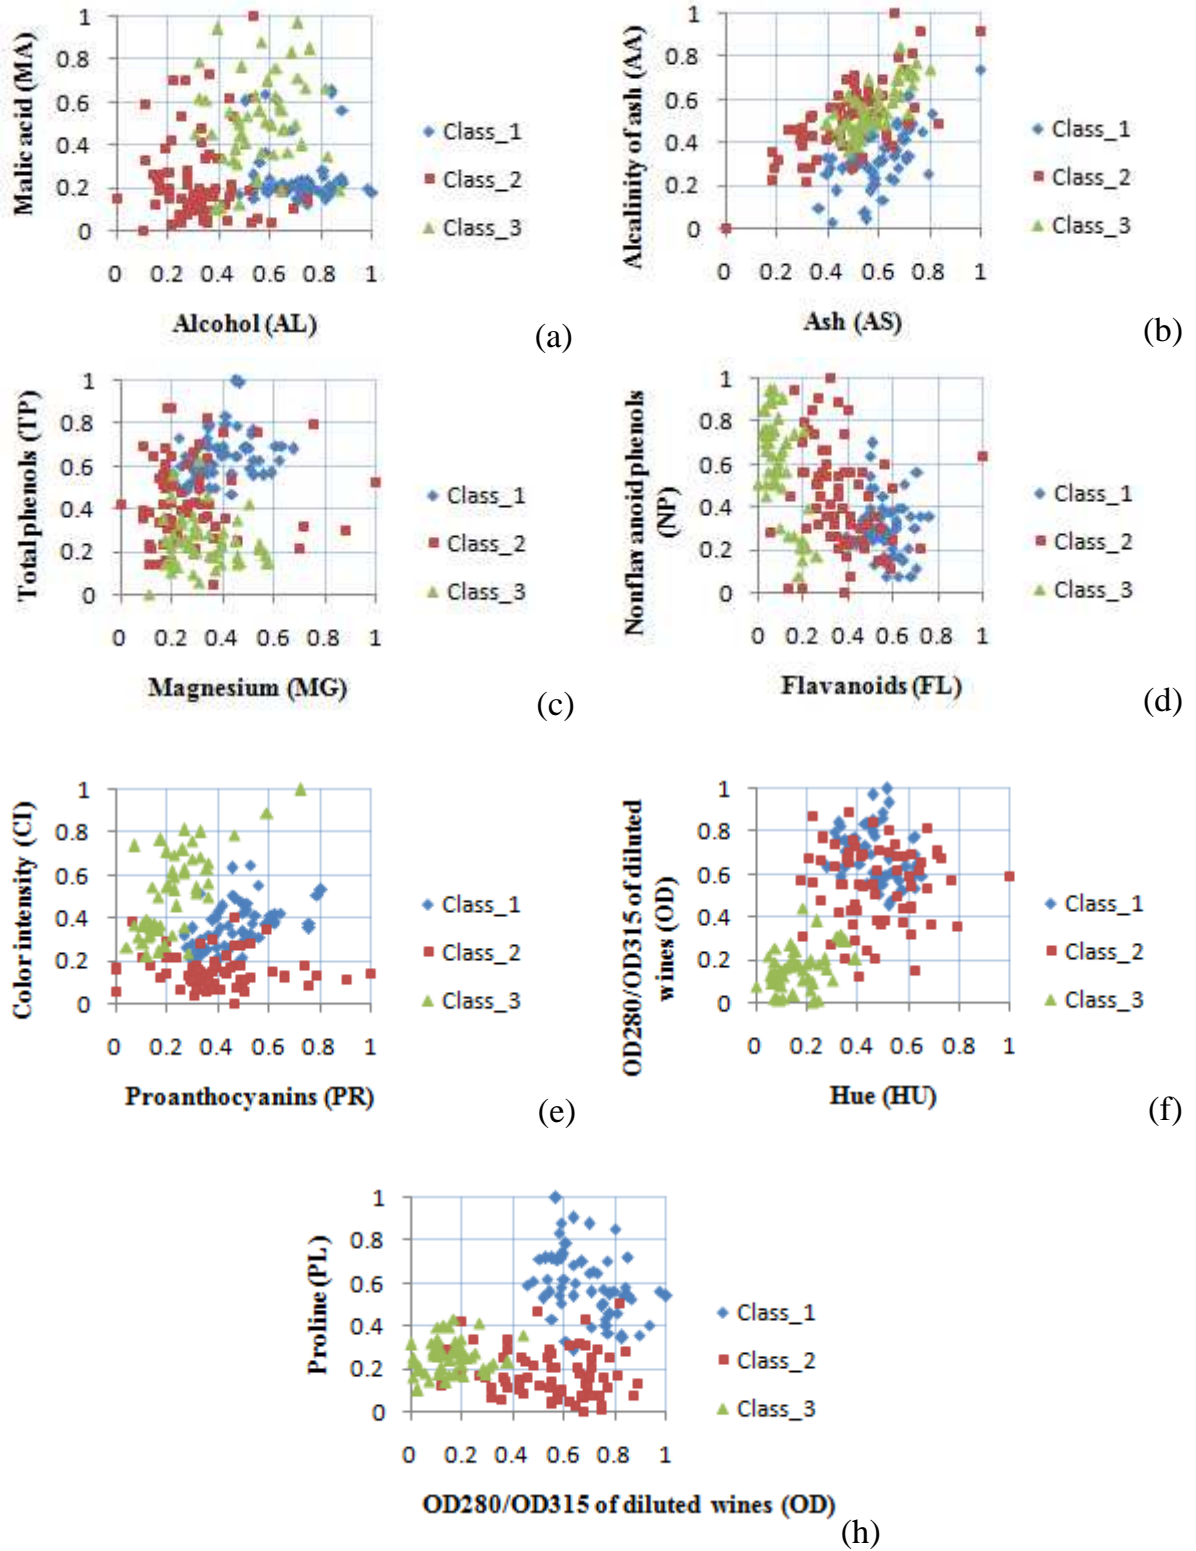 Malic acid (MA)
1
0.8
0.6
0.4
0.2
0
0 0.2 0.4 0.6 0.8 1
Alcohol (AL)
Class_1
Class_2
Class_3
(a)
Alcalinity of ash (AA)
1
0.8
0.6
0.4
0.2
0
0 0.2 0.4 0.6 0.8 1
Ash (AS)
Class_1
Class_2
Class_3
(b)
Total phenols (TP)
1
0.8
0.6
0.4
0.2
0
0 0.2 0.4 0.6 0.8 1
Magnesium (MG)
Class_1
Class_2
Class_3
(c)
Nonflavanoid phenols
(NP)
1
0.8
0.6
0.4
0.2
0
0 0.2 0.4 0.6 0.8 1
Flavanoids (FL)
Class_1
Class_2
Class_3
(d)
Color intensity (CI)
1
0.8
0.6
0.4
0.2
0
0 0.2 0.4 0.6 0.8 1
Proanthocyanins (PR)
Class_1
Class_2
Class_3
(e)
OD280/OD315 of diluted
wines (OD)
1
0.8
0.6
0.4
0.2
0
0 0.2 0.4 0.6 0.8 1
Hue (HU)
Class_1
Class_2
Class_3
(f)
Proline (PL)
1
0.8
0.6
0.4
0.2
0
0 0.2 0.4 0.6 0.8 1
OD280/OD315 of diluted wines (OD)
Class_1
Class_2
Class_3
(h)